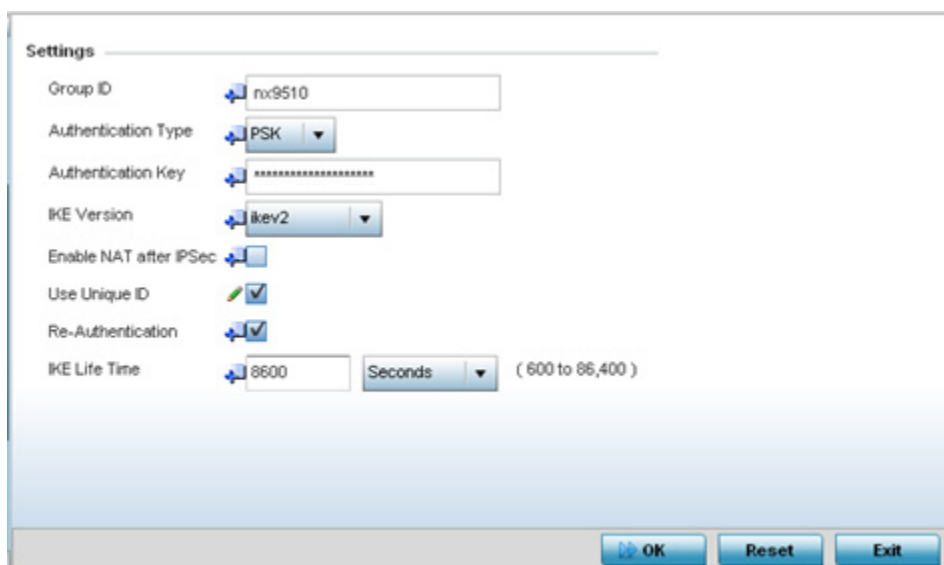 Settings
Group ID nx9510
Authentication Type PSK
Authentication Key ********************
IKE Version ikev2
Enable NAT after IPSec
Use Unique ID
Re-Authentication
IKE Life Time 8600 Seconds ( 600 to 86,400 )
OK Reset Exit